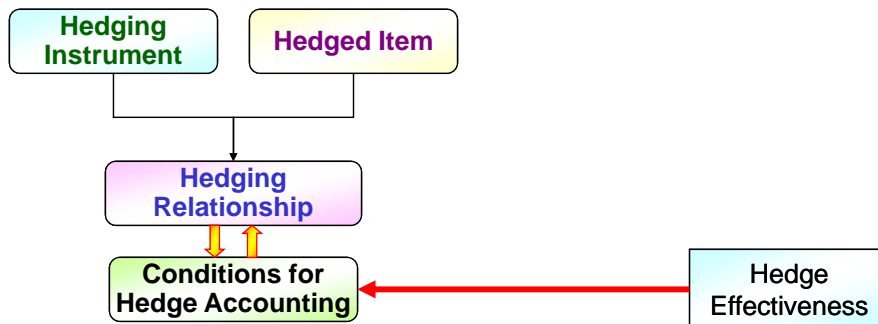 Hedging
Instrument
Hedged Item
Hedging
Relationship
Conditions for
Hedge Accounting
Hedge
Effectiveness